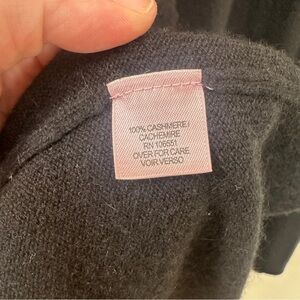 100% CASHMERE/
CACHEMIRE
RN 106551
OVER FOR CARE
VOIR VERSO